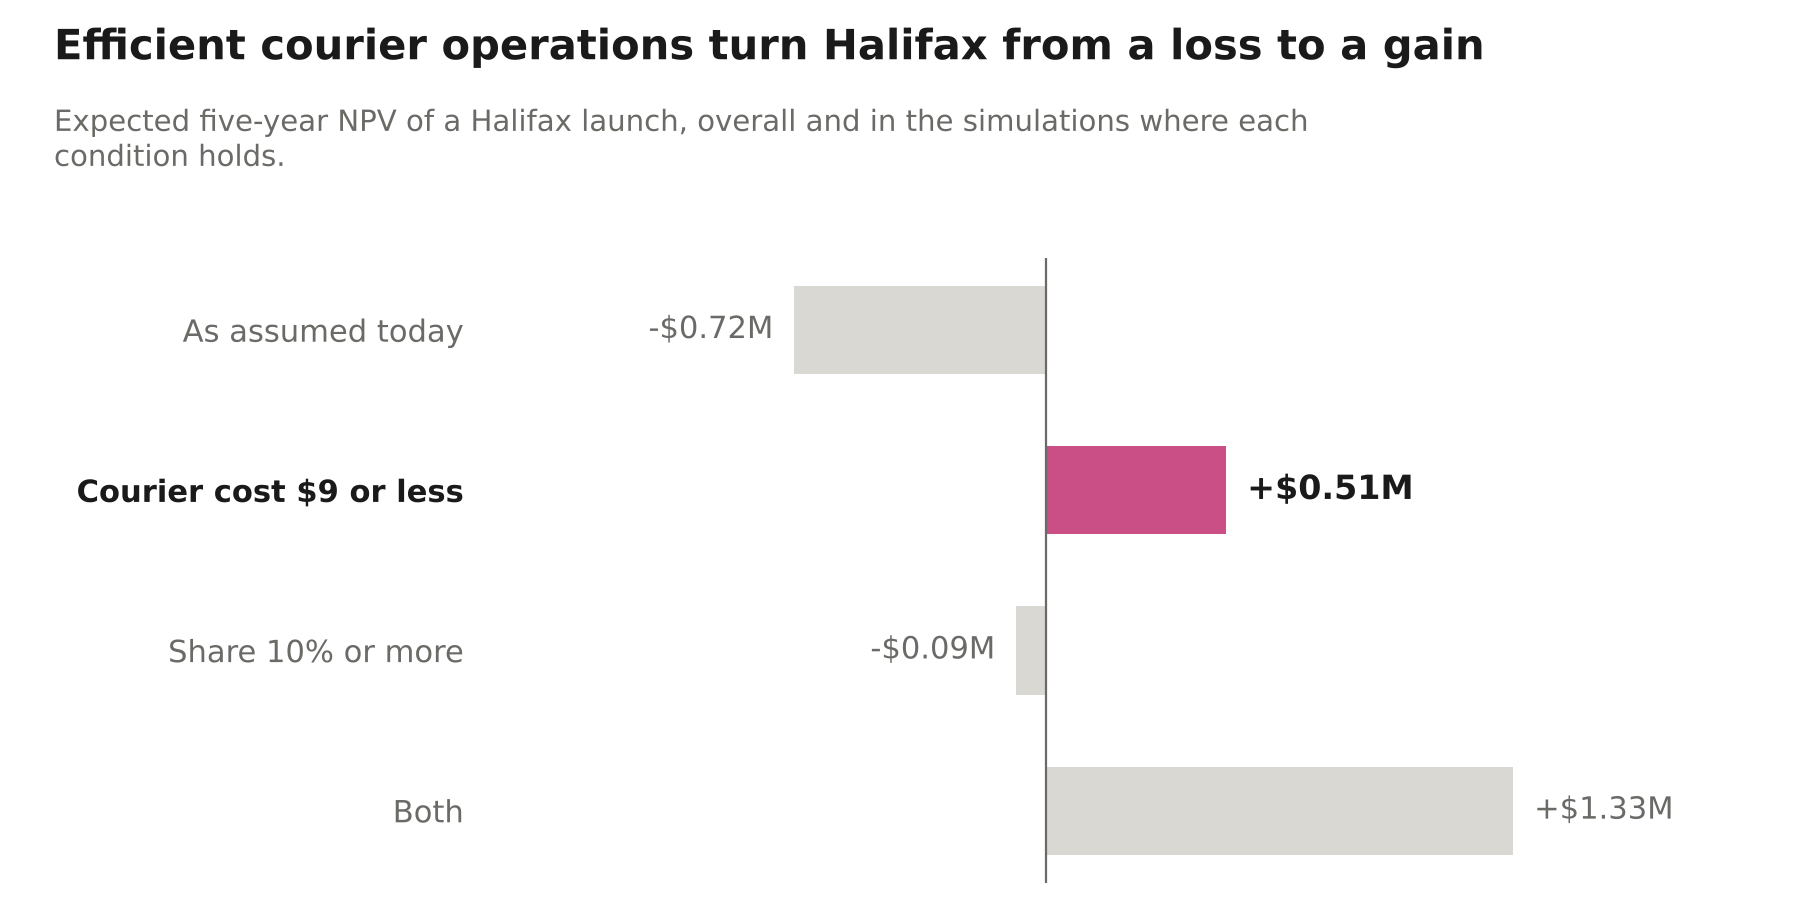 Efficient courier operations turn Halifax from a loss to a gain
Expected five-year NPV of a Halifax launch, overall and in the simulations where each
condition holds.
As assumed today
-$0.72M
Courier cost $9 or less
+$0.51M
Share 10% or more
-$0.09M
Both
+$1.33M